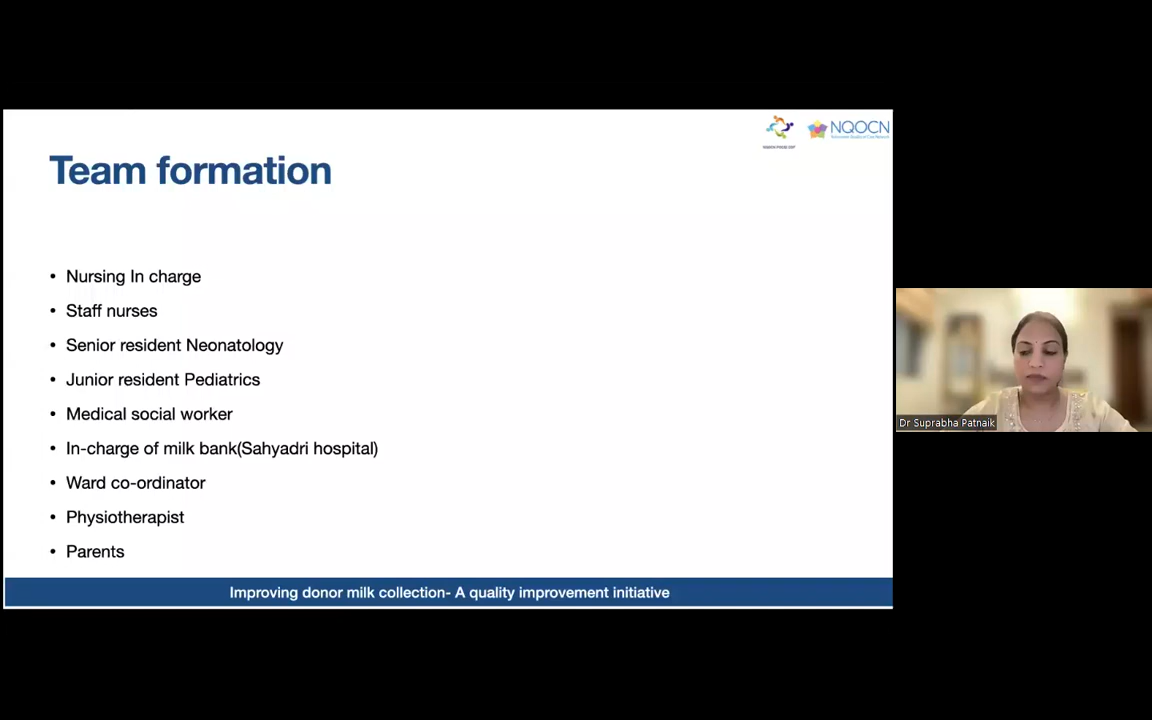 NQOCN
Team formation
• Nursing In charge
• Staff nurses
• Senior resident Neonatology
• Junior resident Pediatrics
• Medical social worker
• In-charge of milk bank(Sahyadri hospital)
• Ward co-ordinator
• Physiotherapist
• Parents
Improving donor milk collection- A quality improvement initiative
Dr Suprabha Patnaik